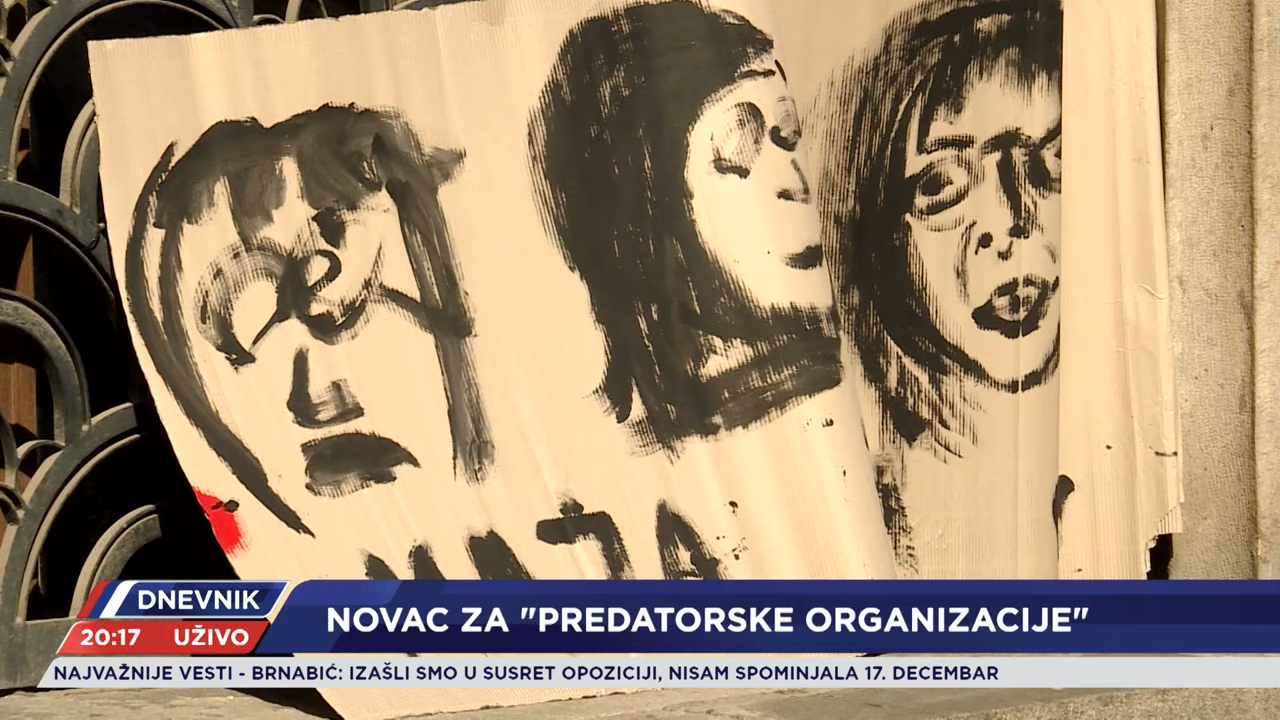 DNEVNIK
20:17 UŽIVO
NOVAC ZA "PREDATORSKE ORGANIZACIJE"
NAJVAŽNIJE VESTI - BRNABIĆ: IZAŠLI SMO U SUSRET OPOZICIJI, NISAM SPOMINJALA 17. DECEMBAR